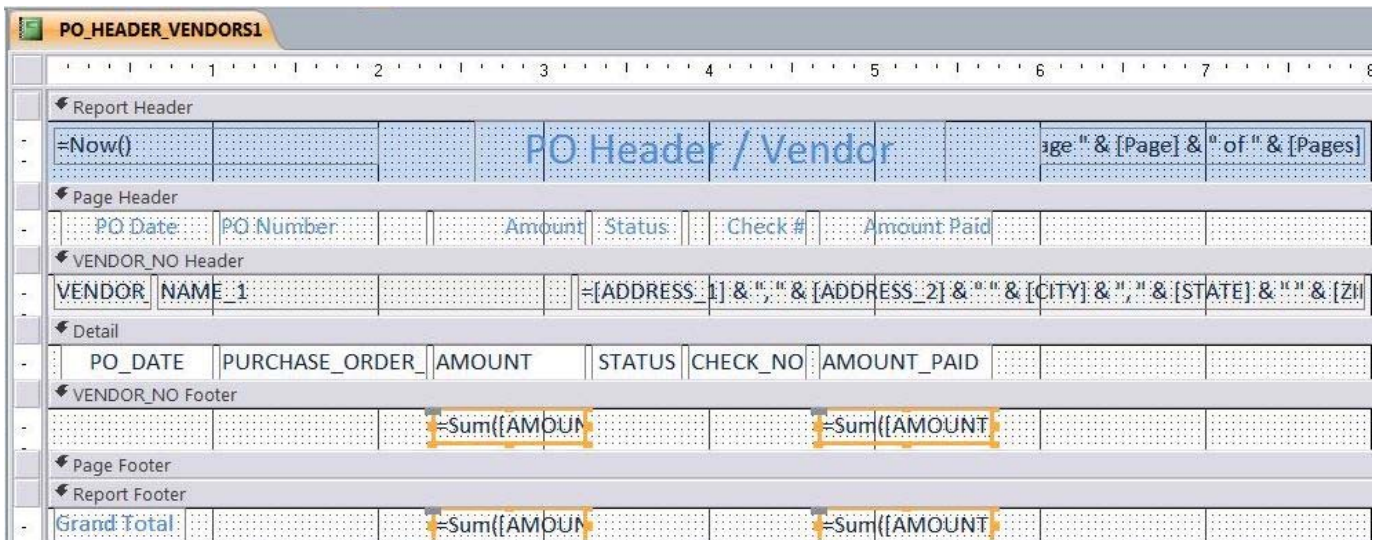 PO_HEADER_VENDORS1
1 2 3 4 5 6 7 8
Report Header
=Now() PO Header / Vendor age " & [Page] & " of " & [Pages]
Page Header
PO Date PO Number Amount Status Check # Amount Paid
VENDOR_NO Header
VENDOR_ NAME_1 =[ADDRESS_1] & ", " & [ADDRESS_2] & " " & [CITY] & ", " & [STATE] & " " & [ZII
Detail
PO_DATE PURCHASE_ORDER_ AMOUNT STATUS CHECK_NO AMOUNT_PAID
VENDOR_NO Footer
=Sum([AMOUN =Sum([AMOUNT
Page Footer
Report Footer
Grand Total =Sum([AMOUN =Sum([AMOUNT